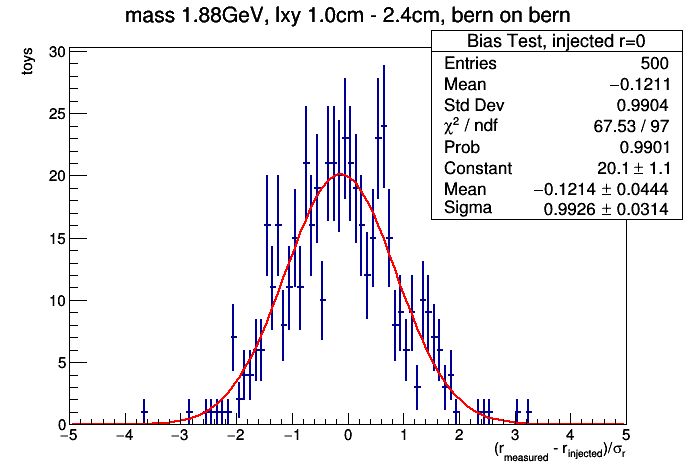 mass 1.88GeV, lxy 1.0cm - 2.4cm, bern on bern
Bias Test, injected r=0
Entries 500
Mean −0.1211
Std Dev 0.9904
χ² / ndf 67.53 / 97
Prob 0.9901
Constant 20.1 ± 1.1
Mean −0.1214 ± 0.0444
Sigma 0.9926 ± 0.0314
toys
30
25
20
15
10
5
0
−5 −4 −3 −2 −1 0 1 2 3 4 5
(r_measured - r_injected)/σ_r